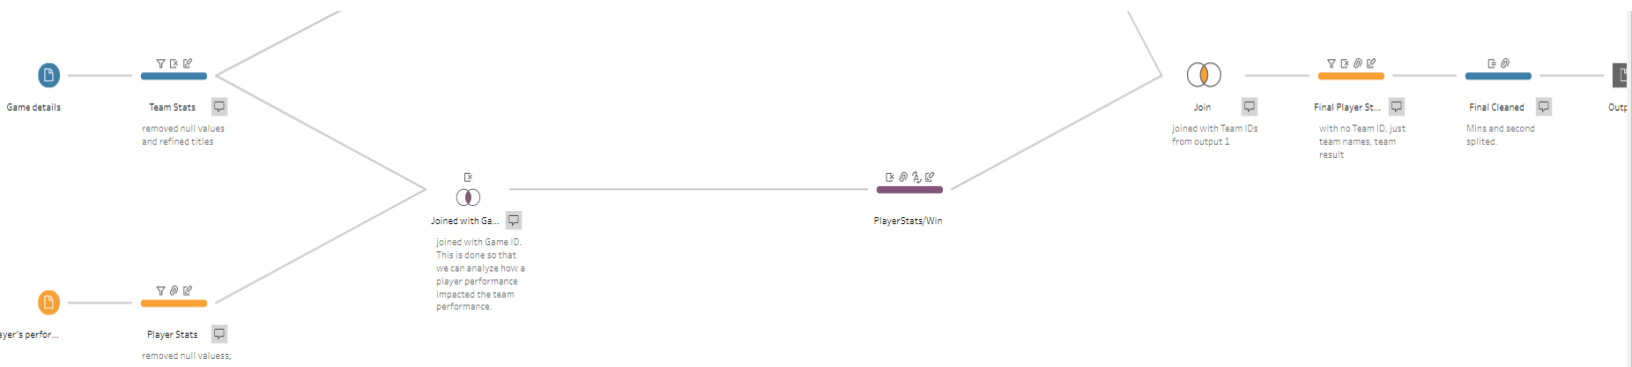 Game details
Team Stats
removed null values
and refined titles
Joined with Ga...
joined with Game ID.
This is done so that
we can analyze how a
player performance
impacted the team
performance.
ayer's perfor...
Player Stats
removed null valuess;
PlayerStats/Win
Join
joined with Team IDs
from output 1
Final Player St...
with no Team ID, just
team names, team
result
Final Cleaned
Mins and second
splited.
Outp